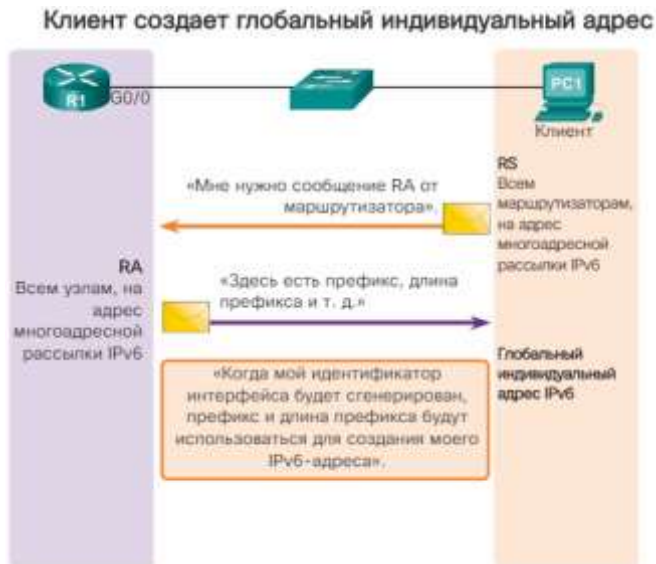 Клиент создает глобальный индивидуальный адрес
R1
G0/0
PC1
Клиент
«Мне нужно сообщение RA от
маршрутизатора».
RS
Всем
маршрутизаторам,
на адрес
многоадресной
рассылки IPv6
RA
Всем узлам, на
адрес
многоадресной
рассылки IPv6
«Здесь есть префикс, длина
префикса и т. д.»
«Когда мой идентификатор
интерфейса будет сгенерирован,
префикс и длина префикса будут
использоваться для создания моего
IPv6-адреса».
Глобальный
индивидуальный
адрес IPv6